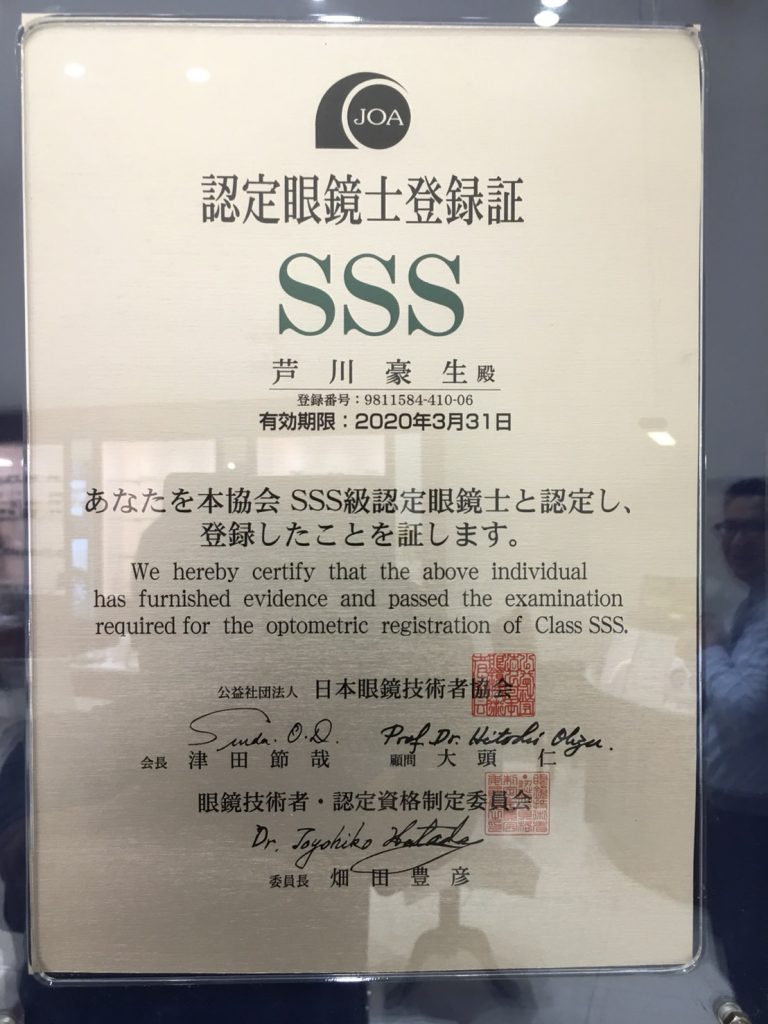 JOA
認定眼鏡士登録証
SSS
芦川豪生殿
登録番号：9811584-410-06
有効期限：2020年3月31日
あなたを本協会 SSS級認定眼鏡士と認定し、
登録したことを証します。
We hereby certify that the above individual
has furnished evidence and passed the examination
required for the optometric registration of Class SSS.
公益社団法人 日本眼鏡技術者協会
O.D. Prof. Dr. Hitoshi
会長 津田節哉 顧問 大頭仁
眼鏡技術者・認定資格制定委員会
Dr. Toyohiko Hatada
委員長 畑田豊彦